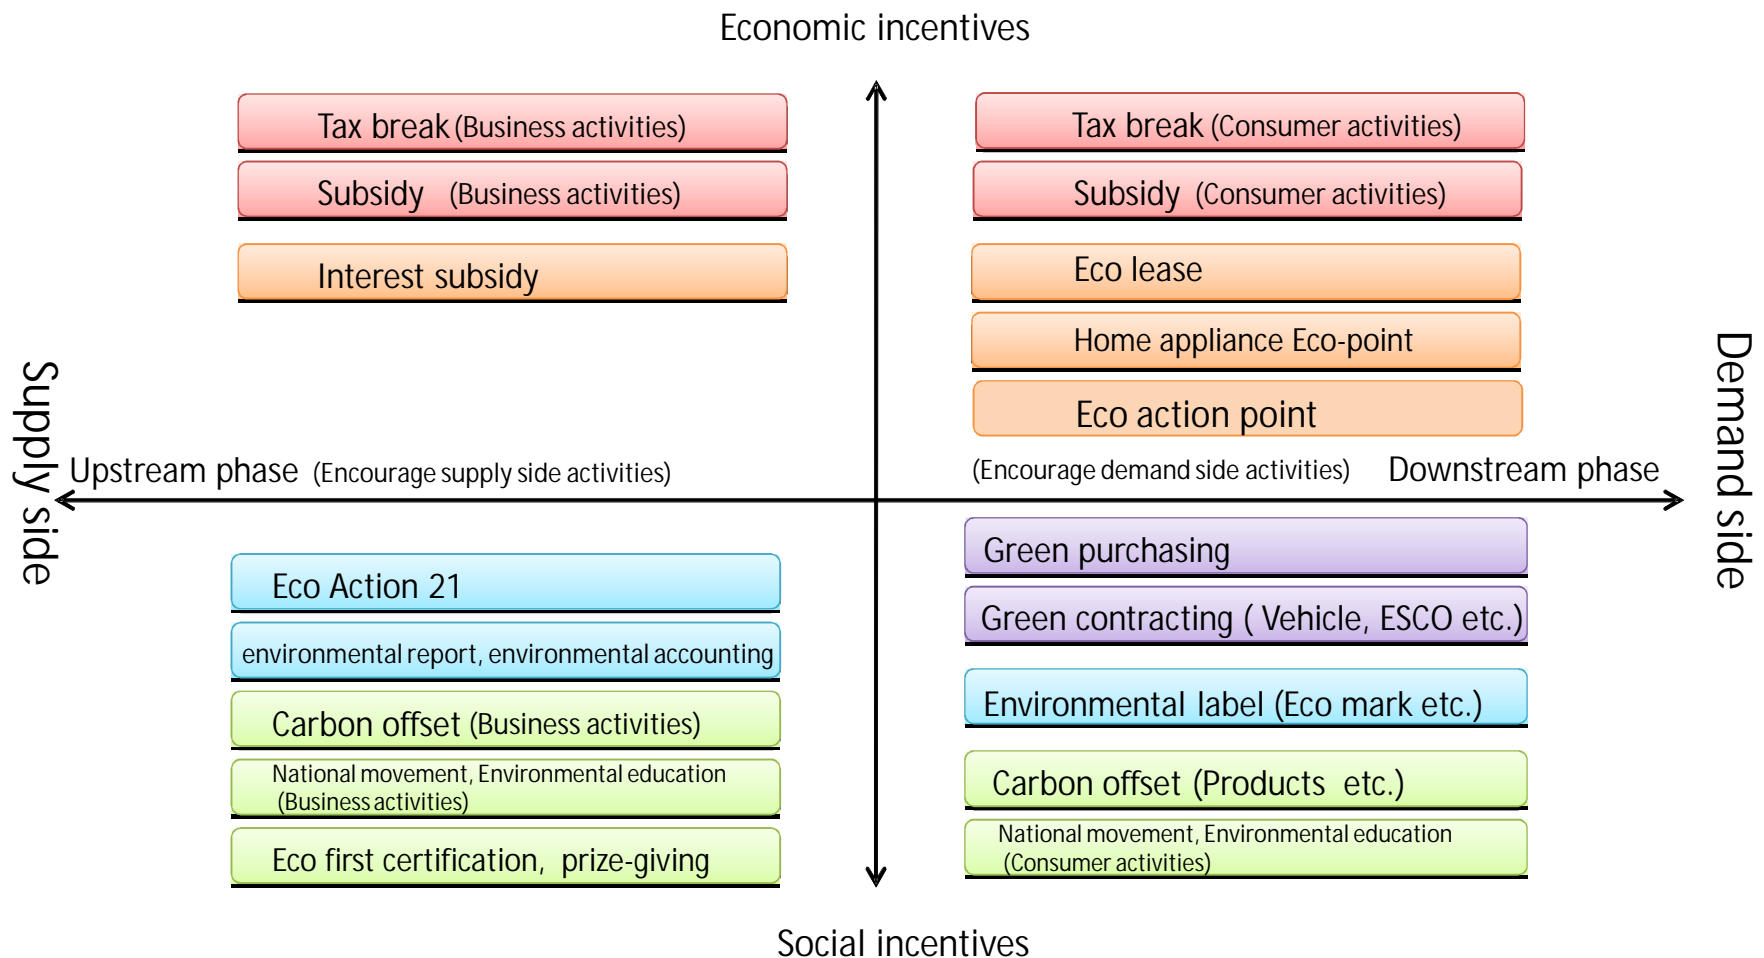 Economic incentives
Tax break (Business activities)
Subsidy (Business activities)
Interest subsidy
Tax break (Consumer activities)
Subsidy (Consumer activities)
Eco lease
Home appliance Eco-point
Eco action point
Supply side
Upstream phase (Encourage supply side activities)
(Encourage demand side activities) Downstream phase
Demand side
Eco Action 21
environmental report, environmental accounting
Carbon offset (Business activities)
National movement, Environmental education
(Business activities)
Eco first certification, prize-giving
Green purchasing
Green contracting ( Vehicle, ESCO etc.)
Environmental label (Eco mark etc.)
Carbon offset (Products etc.)
National movement, Environmental education
(Consumer activities)
Social incentives